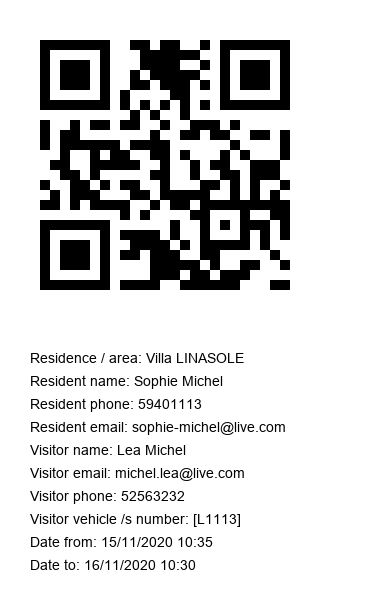 Residence / area: Villa LINASOLE
Resident name: Sophie Michel
Resident phone: 59401113
Resident email: sophie-michel@live.com
Visitor name: Lea Michel
Visitor email: michel.lea@live.com
Visitor phone: 52563232
Visitor vehicle /s number: [L1113]
Date from: 15/11/2020 10:35
Date to: 16/11/2020 10:30